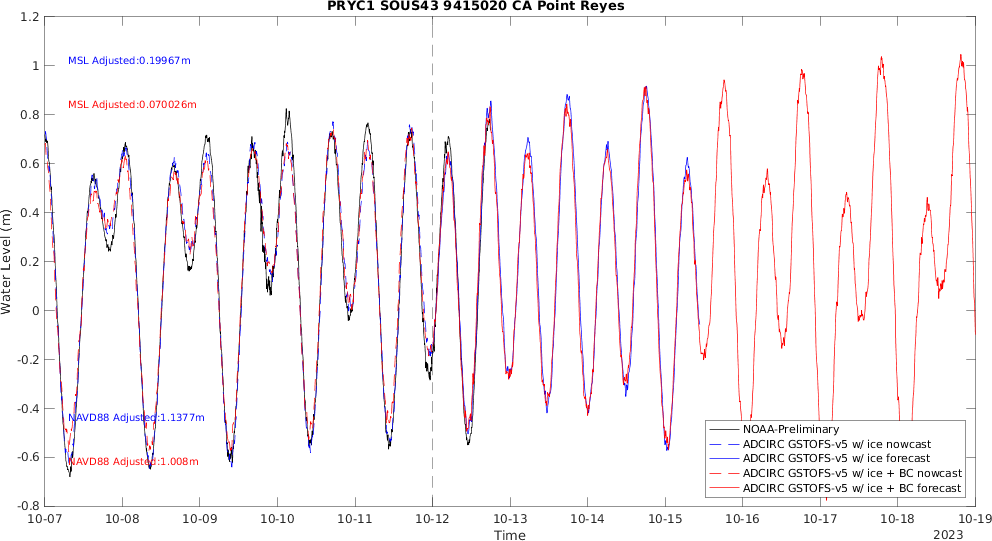 PRYC1 SOUS43 9415020 CA Point Reyes
1.2
1
0.8
0.6
0.4
0.2
0
-0.2
-0.4
-0.6
-0.8
Water Level (m)
MSL Adjusted:0.19967m
MSL Adjusted:0.070026m
NAVD88 Adjusted:1.1377m
NAVD88 Adjusted:1.008m
NOAA-Preliminary
ADCIRC GSTOFS-v5 w/ ice nowcast
ADCIRC GSTOFS-v5 w/ ice forecast
ADCIRC GSTOFS-v5 w/ ice + BC nowcast
ADCIRC GSTOFS-v5 w/ ice + BC forecast
10-07 10-08 10-09 10-10 10-11 10-12 10-13 10-14 10-15 10-16 10-17 10-18 10-19
Time
2023